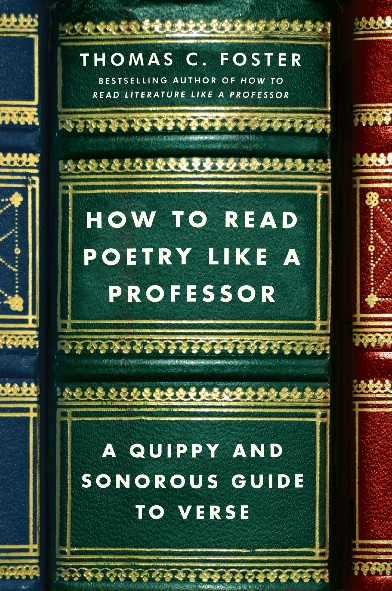 THOMAS C. FOSTER
BESTSELLING AUTHOR OF HOW TO
READ LITERATURE LIKE A PROFESSOR
HOW TO READ
POETRY LIKE A
PROFESSOR
A QUIPPY AND
SONOROUS GUIDE
TO VERSE